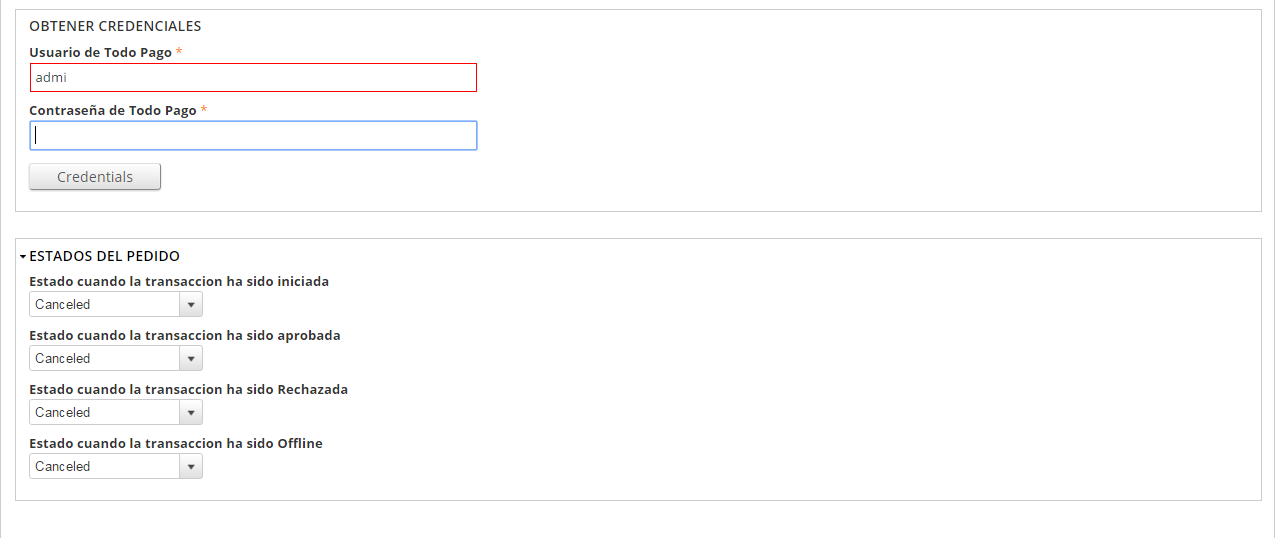 OBTENER CREDENCIALES
Usuario de Todo Pago *
admi
Contraseña de Todo Pago *
Credentials
ESTADOS DEL PEDIDO
Estado cuando la transaccion ha sido iniciada
Canceled
Estado cuando la transaccion ha sido aprobada
Canceled
Estado cuando la transaccion ha sido Rechazada
Canceled
Estado cuando la transaccion ha sido Offline
Canceled